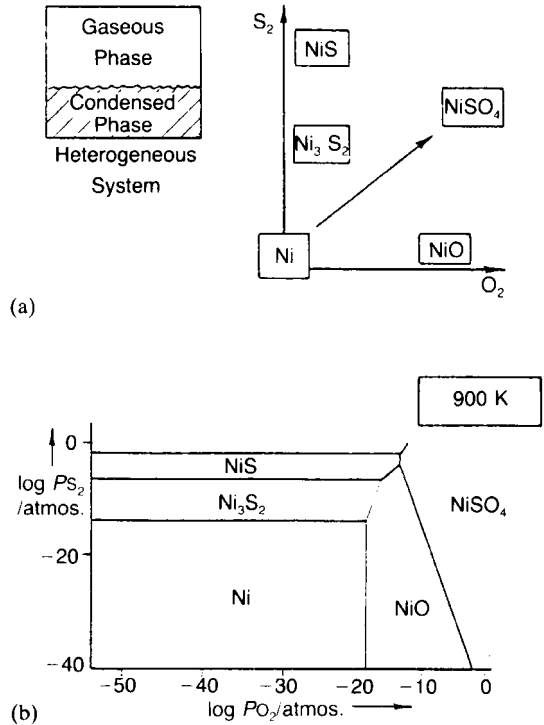 Gaseous
Phase
Condensed
Phase
Heterogeneous
System
S₂
NiS
NiSO₄
Ni₃ S₂
Ni
NiO
O₂
(a)
900 K
0
log PS₂
/atmos.
NiS
Ni₃S₂
NiSO₄
−20
Ni
NiO
−40
−50 −40 −30 −20 −10 0
log PO₂/atmos.
(b)